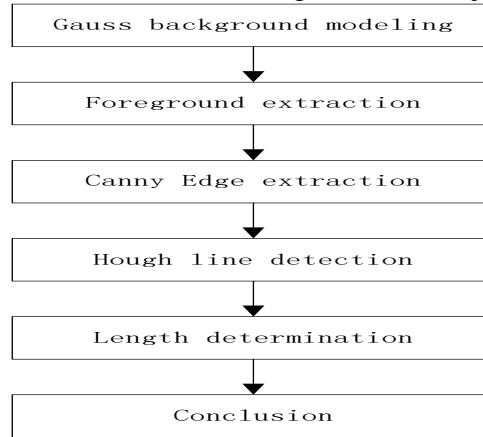 Gauss background modeling
Foreground extraction
Canny Edge extraction
Hough line detection
Length determination
Conclusion